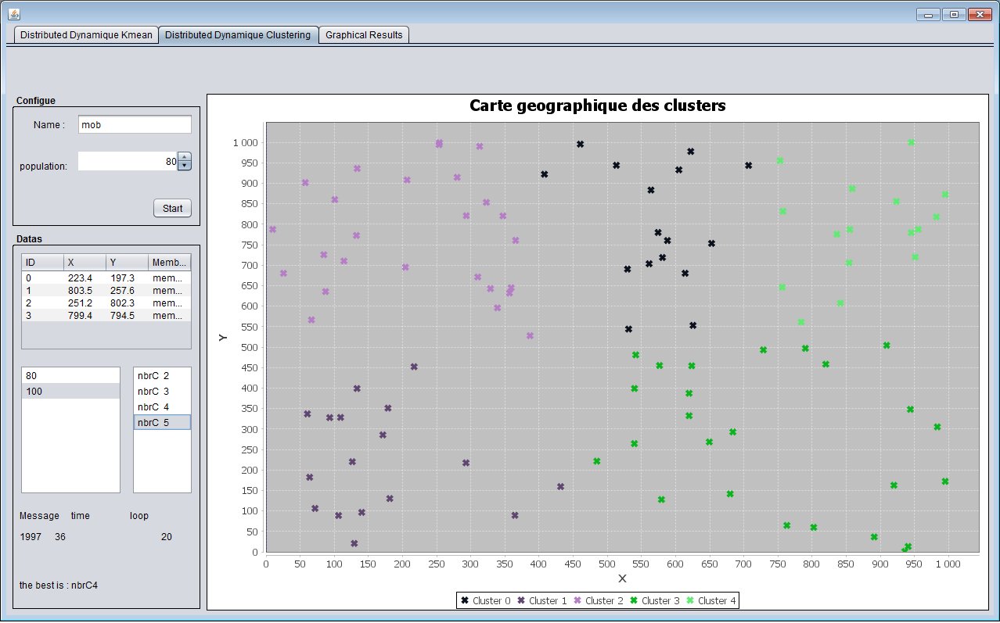 Distributed Dynamique Kmean
Distributed Dynamique Clustering
Graphical Results
Configue
Name :
mob
population:
80
Start
Datas
ID X Y Memb...
0 223.4 197.3 mem...
1 803.5 257.6 mem...
2 251.2 802.3 mem...
3 799.4 794.5 mem...
80
100
nbrC 2
nbrC 3
nbrC 4
nbrC 5
Message time loop
1997 36 20
the best is : nbrC4
Carte geographique des clusters
Y
1 000
950
900
850
800
750
700
650
600
550
500
450
400
350
300
250
200
150
100
50
0
0 50 100 150 200 250 300 350 400 450 500 550 600 650 700 750 800 850 900 950 1 000
X
Cluster 0 Cluster 1 Cluster 2 Cluster 3 Cluster 4